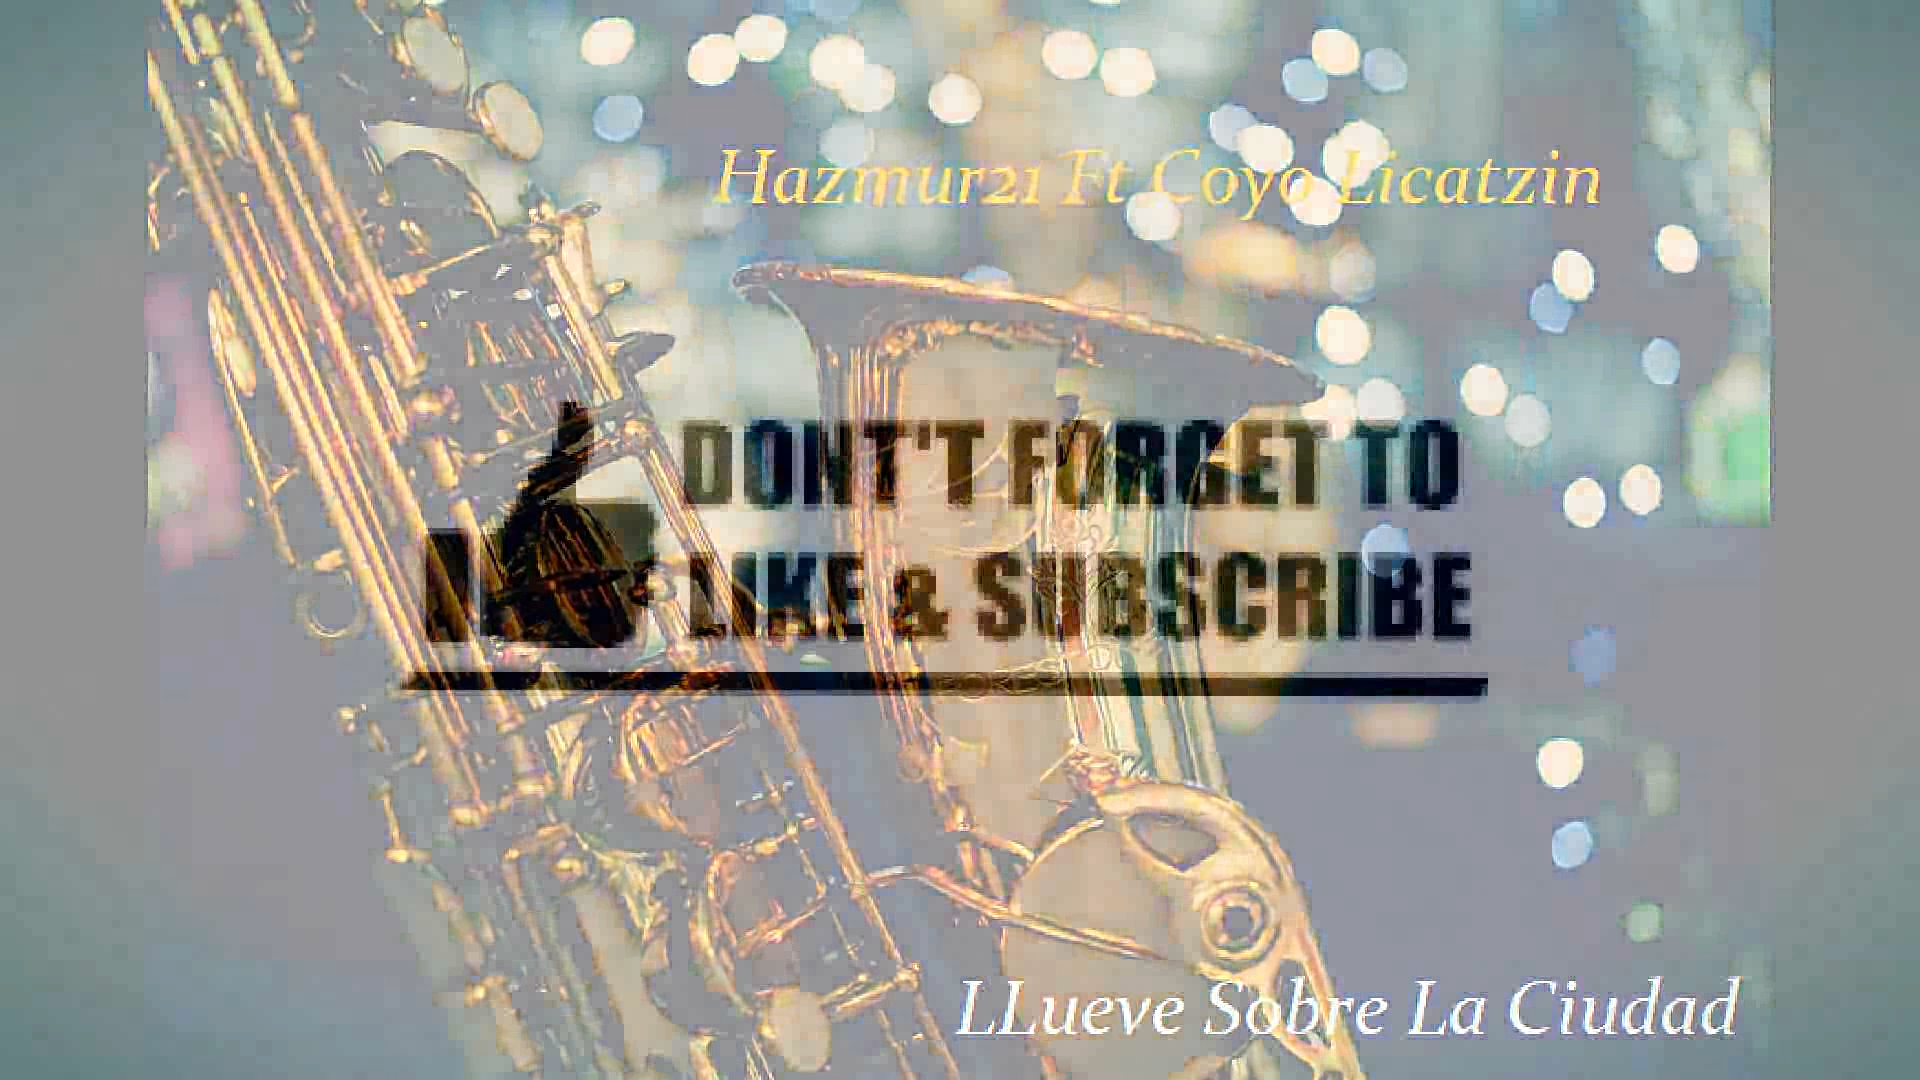 Hazmur21 Ft Coyo Licatzin
DONT'T FORGET TO
LIKE & SUBSCRIBE
LLueve Sobre La Ciudad